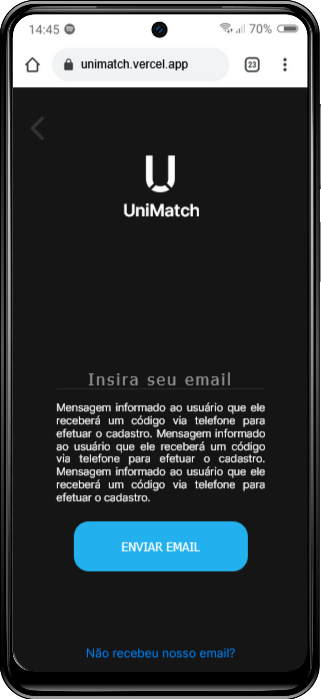 14:45 70%
unimatch.vercel.app 23
U
UniMatch
Insira seu email
Mensagem informado ao usuário que ele
receberá um código via telefone para
efetuar o cadastro. Mensagem informado
ao usuário que ele receberá um código
via telefone para efetuar o cadastro.
Mensagem informado ao usuário que ele
receberá um código via telefone para
efetuar o cadastro.
ENVIAR EMAIL
Não recebeu nosso email?